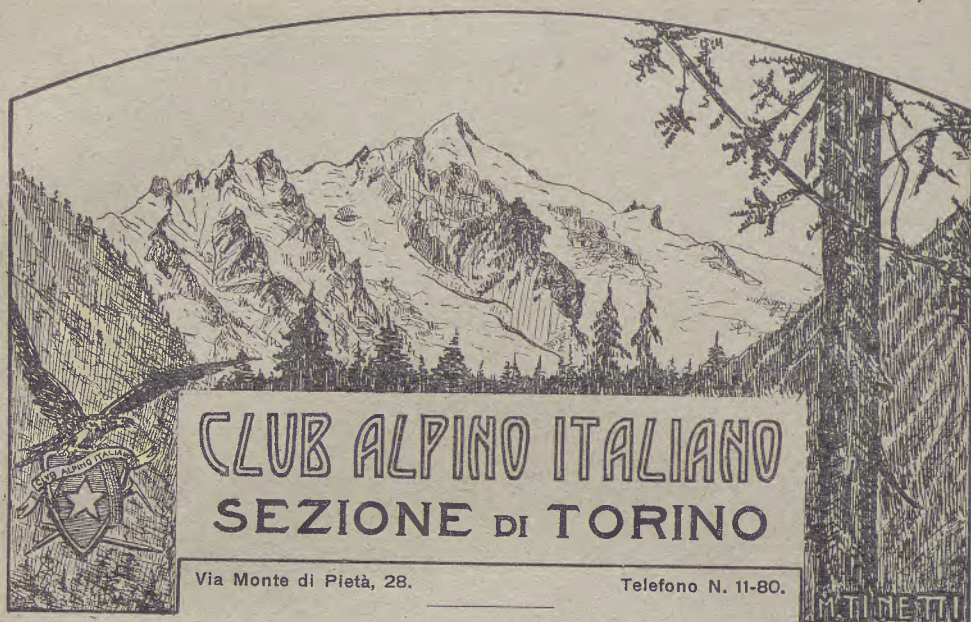 CLUB ALPINO ITALIANO
CLUB ALPINO ITALIANO
SEZIONE DI TORINO
Via Monte di Pietà, 28.
Telefono N. 11-80.
M. TINETTI